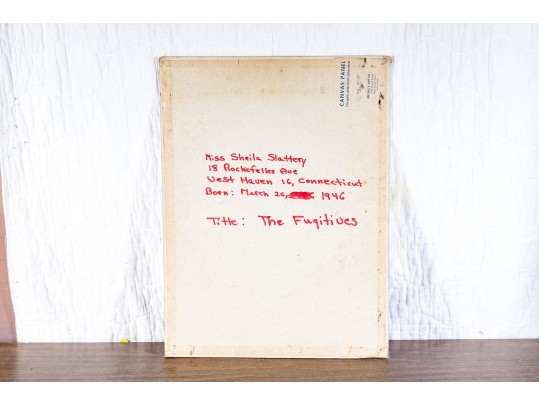 Miss Sheila Slattery
18 Rockefeller Ave
West Haven 16, Connecticut
Born: March 26, 1946
Title: The Fugitives
CANVAS PANEL